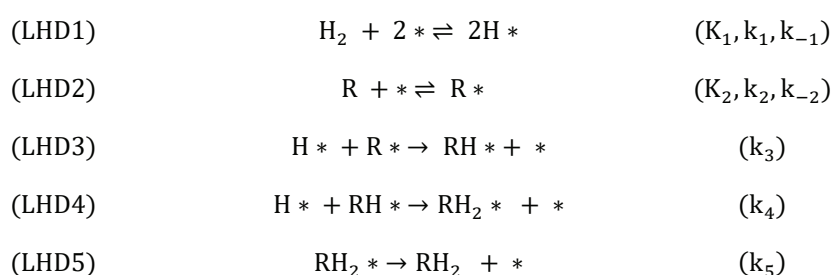 (LHD1) H₂ + 2 * ⇌ 2H * (K₁, k₁, k₋₁)
(LHD2) R + * ⇌ R * (K₂, k₂, k₋₂)
(LHD3) H * + R * → RH * + * (k₃)
(LHD4) H * + RH * → RH₂ * + * (k₄)
(LHD5) RH₂ * → RH₂ + * (k₅)